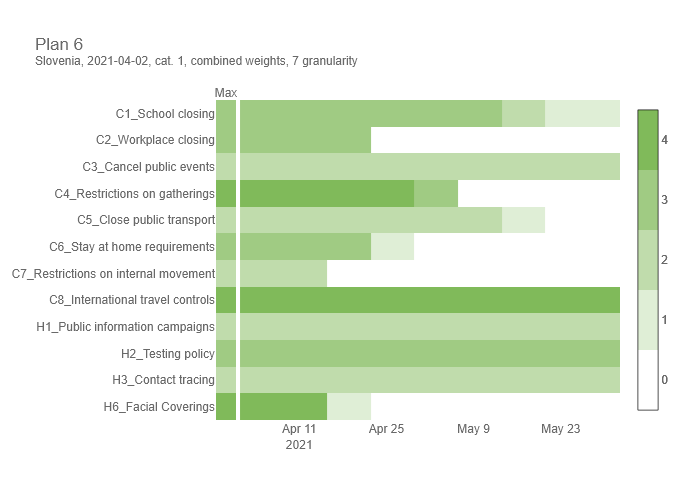 Plan 6
Slovenia, 2021-04-02, cat. 1, combined weights, 7 granularity
Max
C1_School closing
C2_Workplace closing
C3_Cancel public events
C4_Restrictions on gatherings
C5_Close public transport
C6_Stay at home requirements
C7_Restrictions on internal movement
C8_International travel controls
H1_Public information campaigns
H2_Testing policy
H3_Contact tracing
H6_Facial Coverings
Apr 11 Apr 25 May 9 May 23
2021
4
3
2
1
0